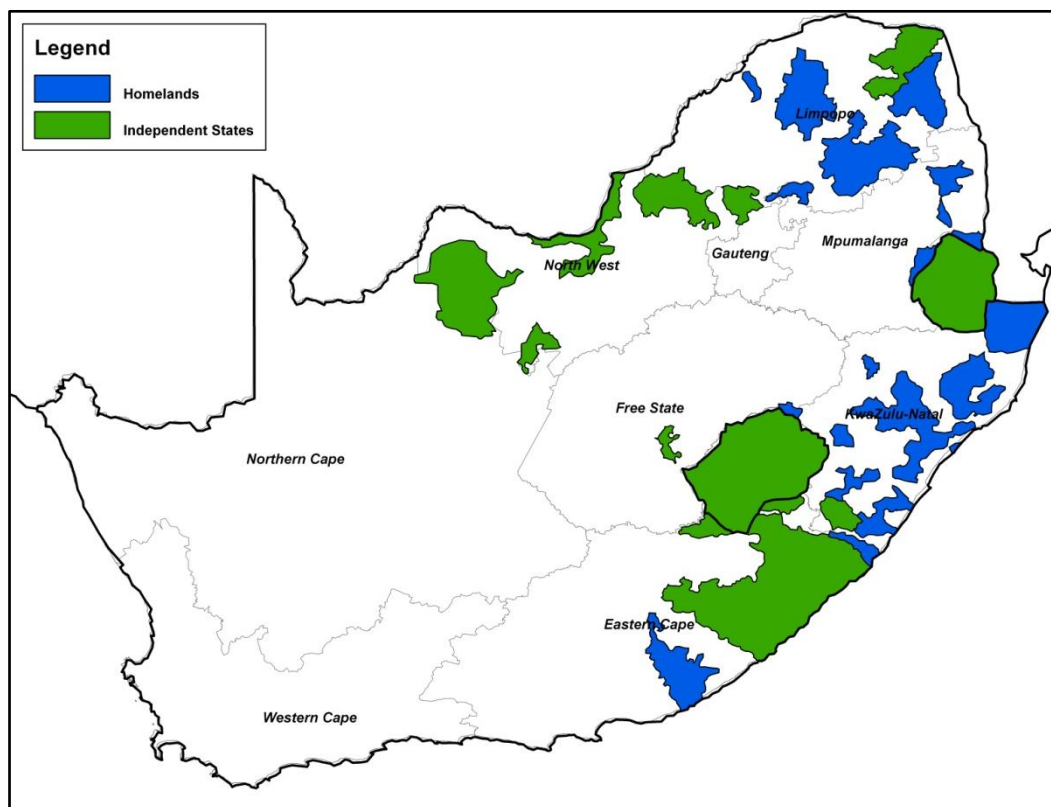 Legend
Homelands
Independent States
Limpopo
Mpumalanga
Gauteng
North West
Free State
KwaZulu-Natal
Northern Cape
Eastern Cape
Western Cape